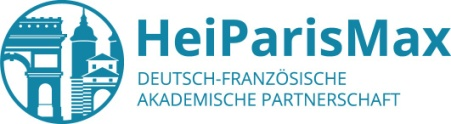 HeiParisMax
DEUTSCH-FRANZÖSISCHE
AKADEMISCHE PARTNERSCHAFT